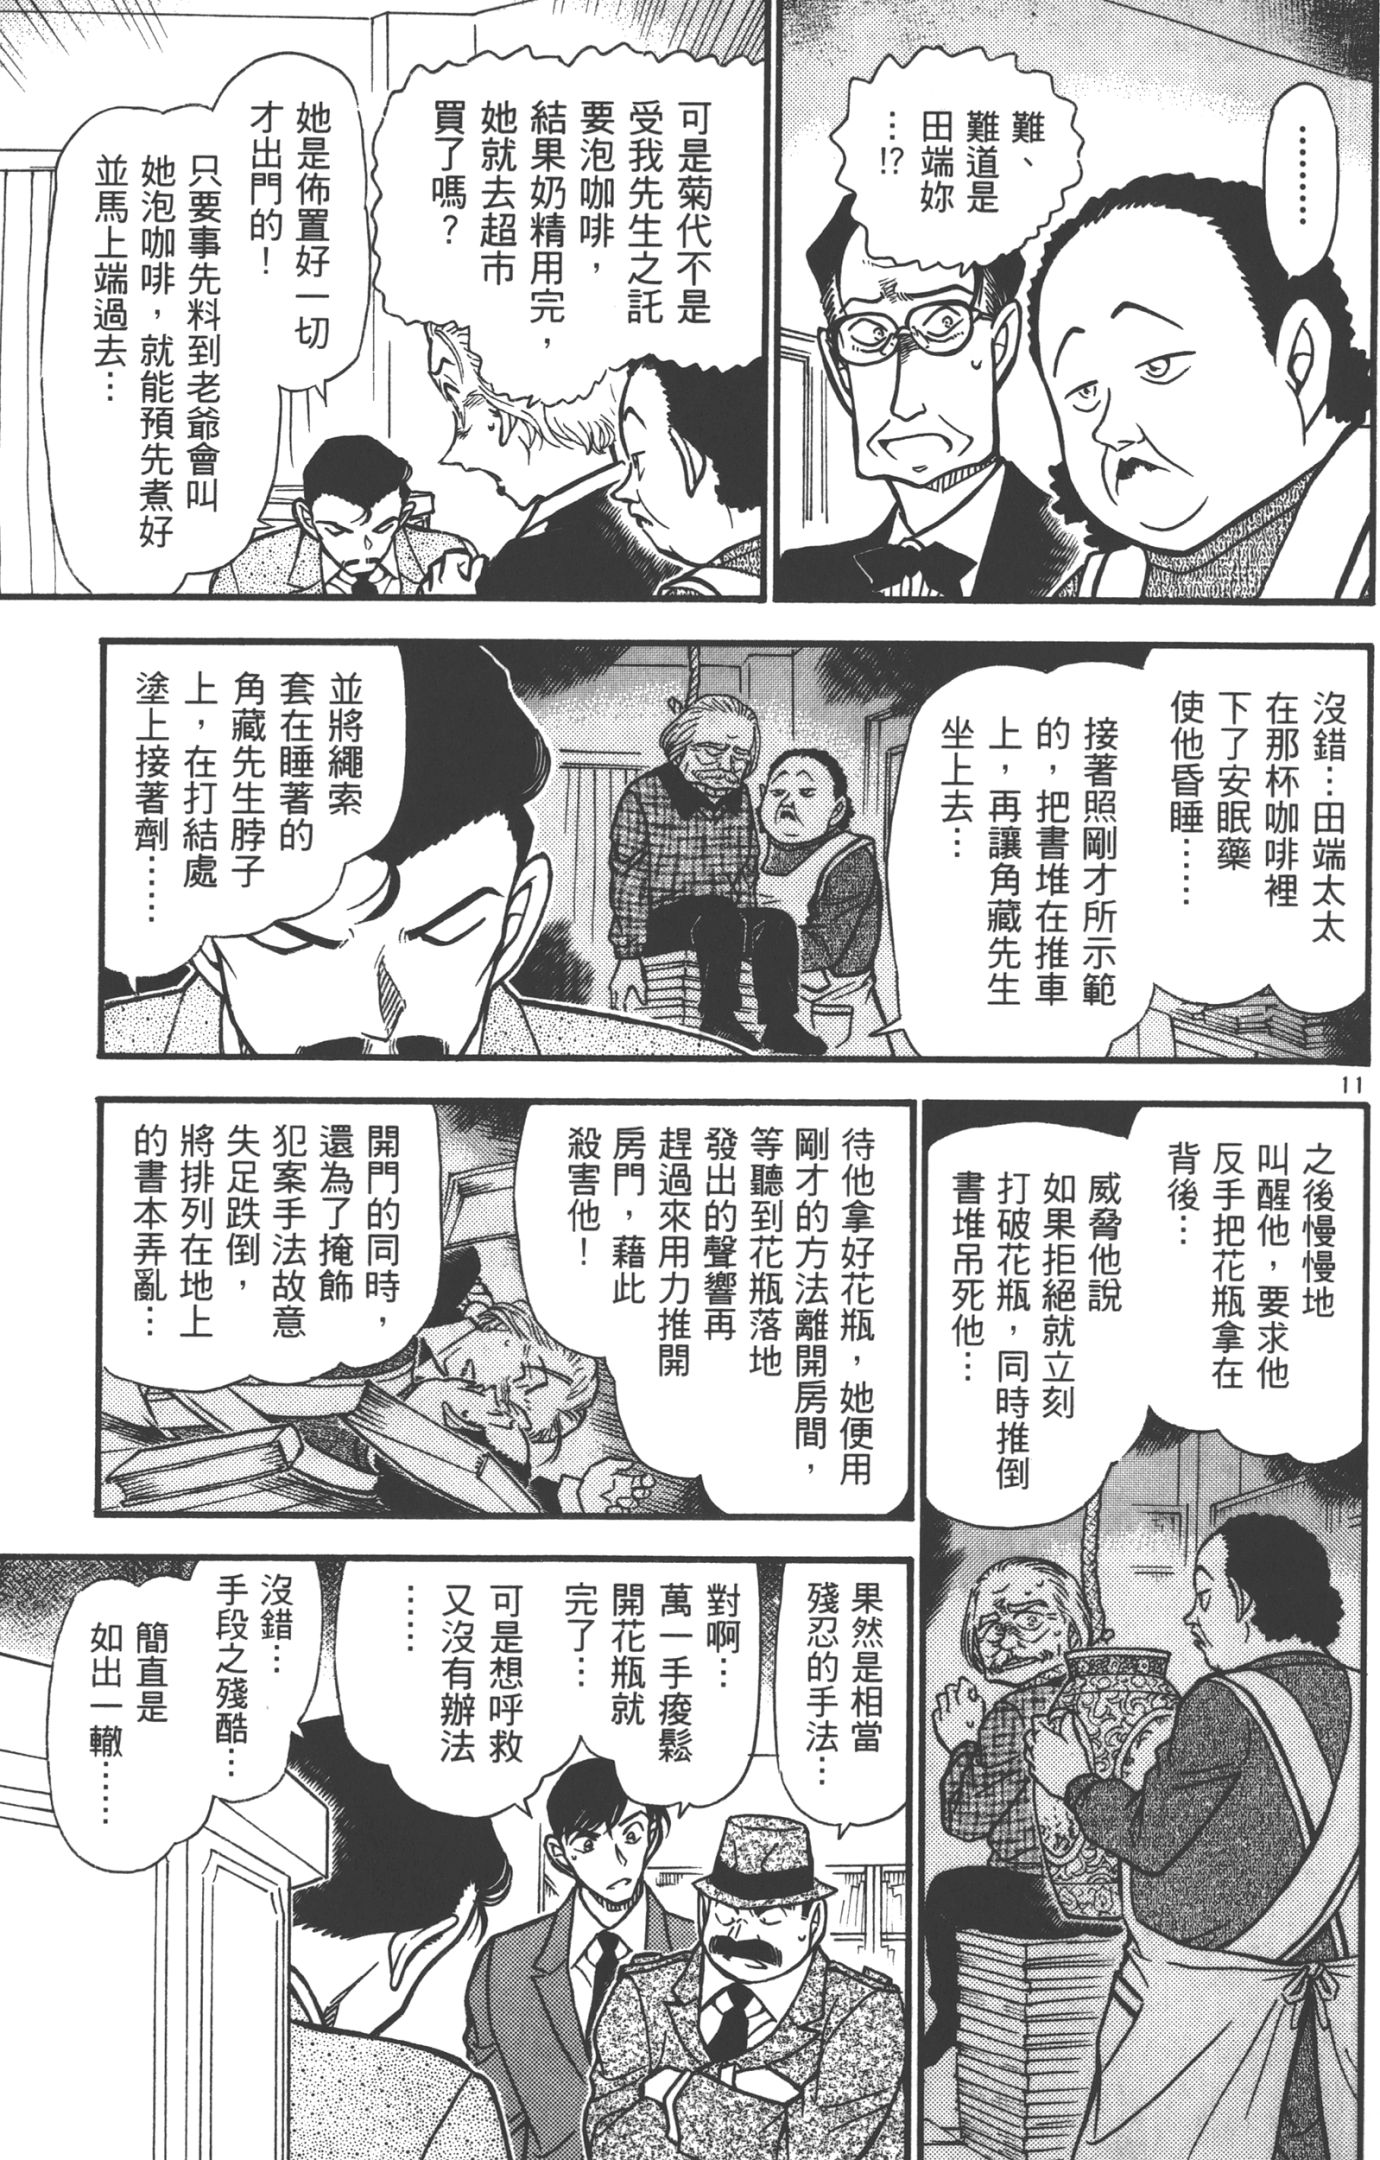 ………
難、
難道是
田端妳
…!?
可是菊代不是
受我先生之託
要泡咖啡，
結果奶精用完，
她就去超市
買了嗎？
她是佈置好一切
才出門的！
只要事先料到老爺會叫
她泡咖啡，就能預先煮好
並馬上端過去…
沒錯…田端太太
在那杯咖啡裡
下了安眠藥
使他昏睡……
接著照剛才所示範
的，把書堆在推車
上，再讓角藏先生
坐上去…
並將繩索
套在睡著的
角藏先生脖子
上，在打結處
塗上接著劑……
11
之後慢慢地
叫醒他，要求他
反手把花瓶拿在
背後…
威脅他說
如果拒絕就立刻
打破花瓶，同時推倒
書堆吊死他…
待他拿好花瓶，她便用
剛才的方法離開房間，
等聽到花瓶落地
發出的聲響再
趕過來用力推開
房門，藉此
殺害他！
開門的同時，
還為了掩飾
犯案手法故意
失足跌倒，
將排列在地上
的書本弄亂…
果然是相當
殘忍的手法…
對啊…
萬一手痠鬆
開花瓶就
完了…
可是想呼救
又沒有辦法
……
沒錯…
手段之殘酷…
簡直是
如出一轍……